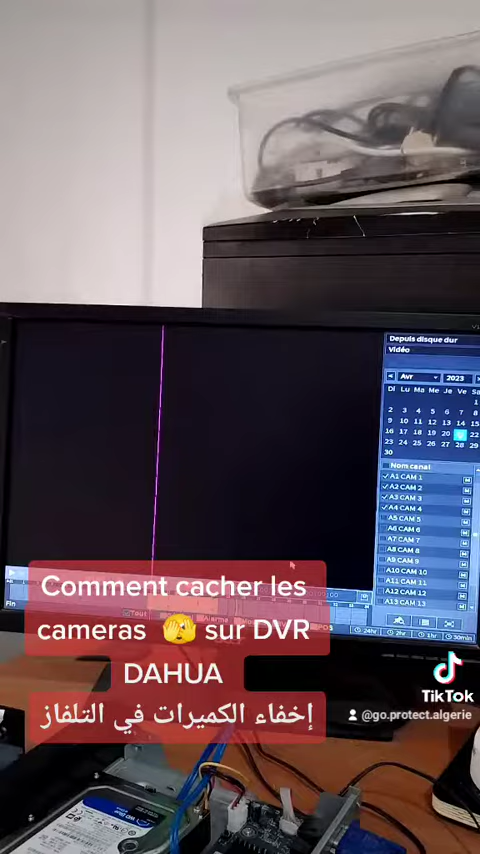 Depuis disque dur
Vidéo
Avr 2023
Di Lu Ma Me Je Ve Sa
1
2 3 4 5 6 7 8
9 10 11 12 13 14 15
16 17 18 19 20 22
23 24 25 26 27 28 29
30
Nom canal
A1 CAM 1
A2 CAM 2
A3 CAM 3
A4 CAM 4
A5 CAM 5
A6 CAM 6
A7 CAM 7
A8 CAM 8
A9 CAM 9
A10 CAM 10
A11 CAM 11
A12 CAM 12
A13 CAM 13
24hr 2hr 1hr 30min
Fin
Tout
Alarme
Comment cacher les
cameras 🫣 sur DVR
DAHUA
إخفاء الكميرات في التلفاز
TikTok
@go.protect.algerie